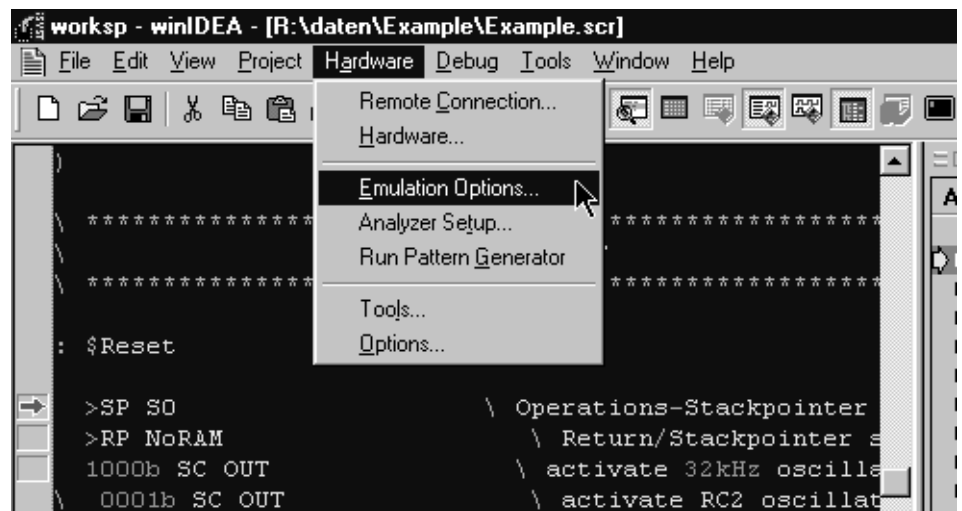 worksp - winIDEA - [R:\daten\Example\Example.scr]
File Edit View Project Hardware Debug Tools Window Help
Remote Connection...
Hardware...
Emulation Options...
Analyzer Setup...
Run Pattern Generator
Tools...
Options...
)
\ *************** *******************
\
\ *************** *******************
: $Reset
>SP S0 \ Operations-Stackpointer
>RP NoRAM \ Return/Stackpointer s
1000b SC OUT \ activate 32kHz oscilla
\ 0001b SC OUT \ activate RC2 oscillat
A